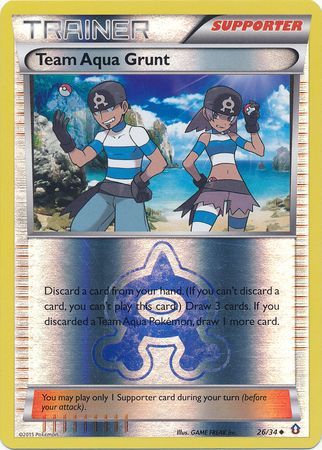 TRAINER
SUPPORTER
Team Aqua Grunt
Discard a card from your hand. (If you can't discard a
card, you can't play this card.) Draw 3 cards. If you
discarded a Team Aqua Pokémon, draw 1 more card.
You may play only 1 Supporter card during your turn (before
your attack).
©2015 Pokémon
Illus. GAME FREAK Inc.
26/34